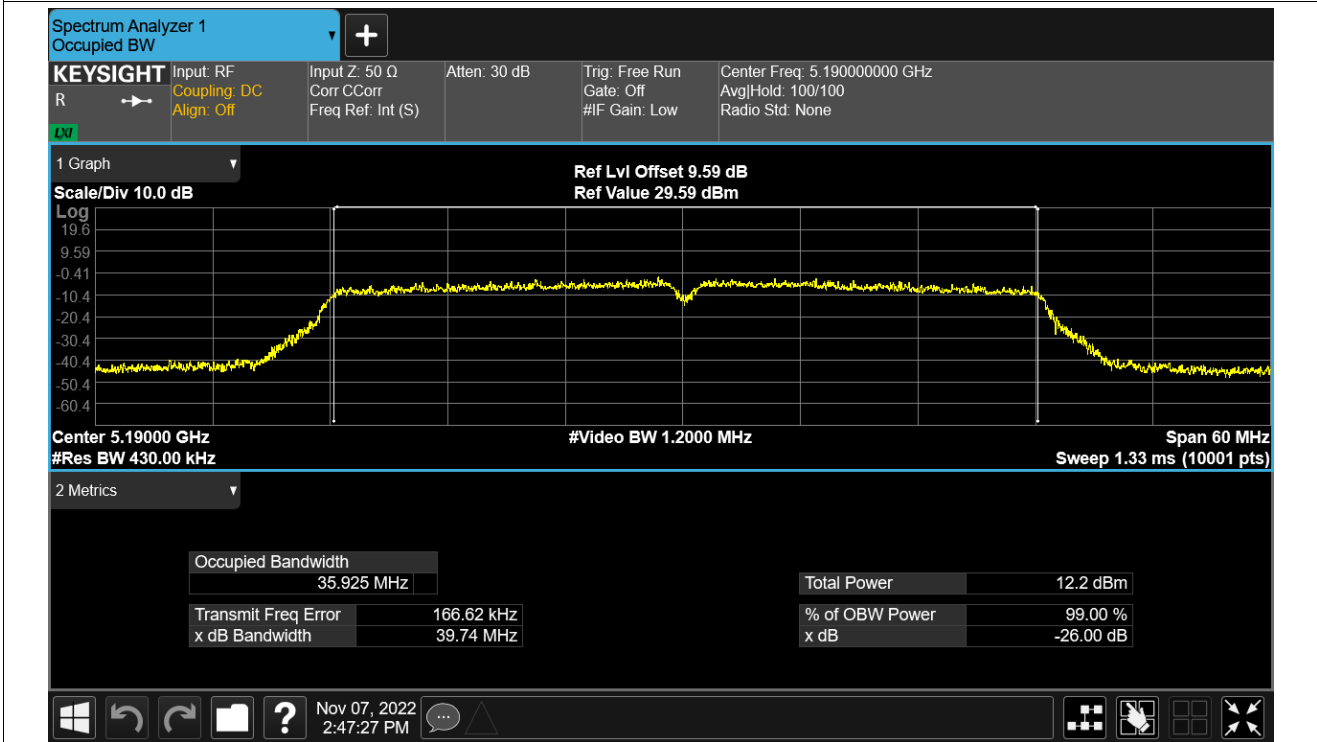 Spectrum Analyzer 1
Occupied BW
KEYSIGHT
R
LXI
Input: RF
Coupling: DC
Align: Off
Input Z: 50 Ω
Corr CCorr
Freq Ref: Int (S)
Atten: 30 dB
Trig: Free Run
Gate: Off
#IF Gain: Low
Center Freq: 5.190000000 GHz
Avg|Hold: 100/100
Radio Std: None
1 Graph
Scale/Div 10.0 dB
Ref Lvl Offset 9.59 dB
Ref Value 29.59 dBm
Log
19.6
9.59
-0.41
-10.4
-20.4
-30.4
-40.4
-50.4
-60.4
Center 5.19000 GHz
#Video BW 1.2000 MHz
Span 60 MHz
#Res BW 430.00 kHz
Sweep 1.33 ms (10001 pts)
2 Metrics
Occupied Bandwidth
35.925 MHz
Total Power 12.2 dBm
Transmit Freq Error 166.62 kHz
% of OBW Power 99.00 %
x dB Bandwidth 39.74 MHz
x dB -26.00 dB
?
Nov 07, 2022
2:47:27 PM